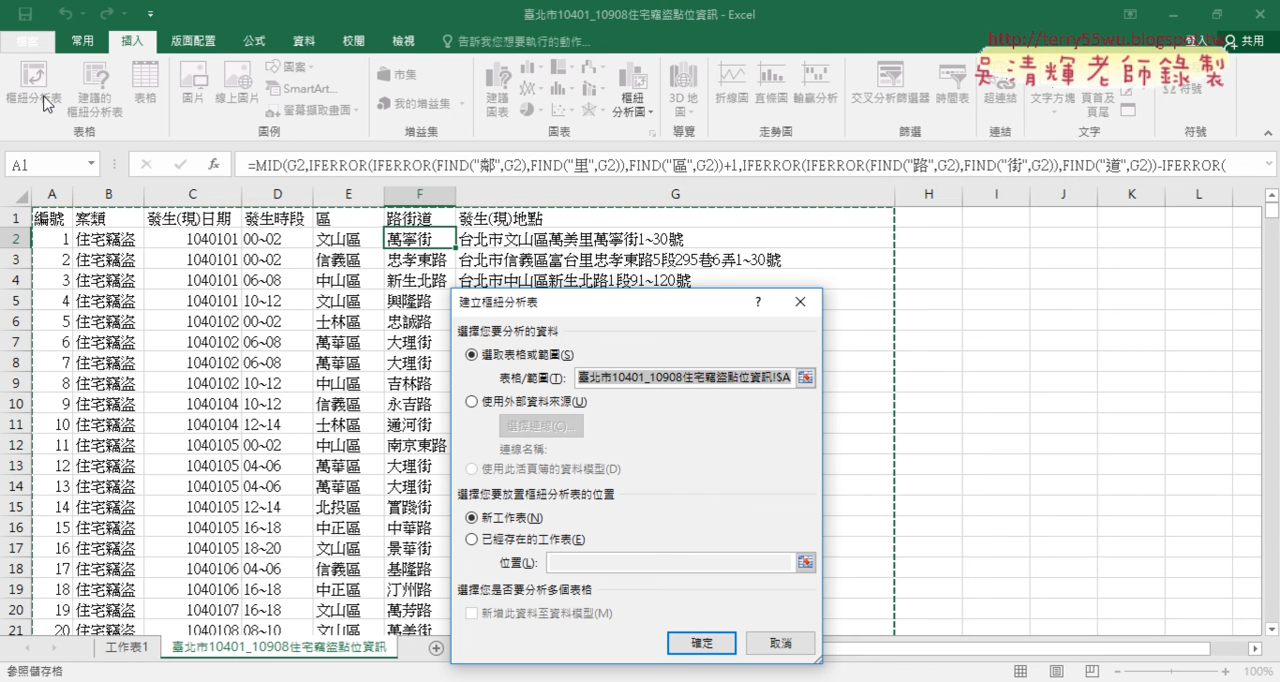 臺北市10401_10908住宅竊盜點位資訊 - Excel
檔案 常用 插入 版面配置 公式 資料 校閱 檢視 告訴我您想要執行的動作... 登入 共用
http://terry55wu.blogspot.tw
吳清輝老師錄製
樞紐分析表 建議的樞紐分析表 表格 圖片 線上圖片 圖案 SmartArt... 螢幕擷取畫面 市集 我的增益集 建議圖表 樞紐分析圖 3D 地圖 折線圖 直條圖 輸贏分析 交叉分析篩選器 時間表 超連結 文字方塊 頁首及頁尾 符號
表格 圖例 增益集 圖表 導覽 走勢圖 篩選 連結 文字 符號
A1 fx =MID(G2,IFERROR(IFERROR(FIND("鄰",G2),FIND("里",G2)),FIND("區",G2))+1,IFERROR(IFERROR(FIND("路",G2),FIND("街",G2)),FIND("道",G2))-IFERROR(
A B C D E F G H I J K L
1 編號 案類 發生(現)日期 發生時段 區 路街道 發生(現)地點
2 1 住宅竊盜 1040101 00~02 文山區 萬寧街 台北市文山區萬美里萬寧街1~30號
3 2 住宅竊盜 1040101 00~02 信義區 忠孝東路 台北市信義區富台里忠孝東路5段295巷6弄1~30號
4 3 住宅竊盜 1040101 06~08 中山區 新生北路 台北市中山區新生北路1段91~120號
5 4 住宅竊盜 1040101 10~12 文山區 興隆路
6 5 住宅竊盜 1040102 00~02 士林區 忠誠路
7 6 住宅竊盜 1040102 06~08 萬華區 大理街
8 7 住宅竊盜 1040102 06~08 萬華區 大理街
9 8 住宅竊盜 1040102 10~12 中山區 吉林路
10 9 住宅竊盜 1040104 10~12 信義區 永吉路
11 10 住宅竊盜 1040104 12~14 士林區 通河街
12 11 住宅竊盜 1040105 00~02 中山區 南京東路
13 12 住宅竊盜 1040105 04~06 萬華區 大理街
14 13 住宅竊盜 1040105 04~06 萬華區 大理街
15 14 住宅竊盜 1040105 12~14 北投區 實踐街
16 15 住宅竊盜 1040105 16~18 中正區 中華路
17 16 住宅竊盜 1040105 18~20 文山區 景華街
18 17 住宅竊盜 1040106 04~06 信義區 基隆路
19 18 住宅竊盜 1040106 16~18 中正區 汀州路
20 19 住宅竊盜 1040107 16~18 文山區 萬芳路
21 20 住宅竊盜 1040108 08~10 文山區 萬美街
建立樞紐分析表 ?
選擇您要分析的資料
選取表格或範圍(S)
表格/範圍(T): 臺北市10401_10908住宅竊盜點位資訊!$A
使用外部資料來源(U)
選擇連線(C)...
連線名稱:
使用此活頁簿的資料模型(D)
選擇您要放置樞紐分析表的位置
新工作表(N)
已經存在的工作表(E)
位置(L):
選擇您是否要分析多個表格
新增此資料至資料模型(M)
確定 取消
工作表1 臺北市10401_10908住宅竊盜點位資訊
參照儲存格 100%